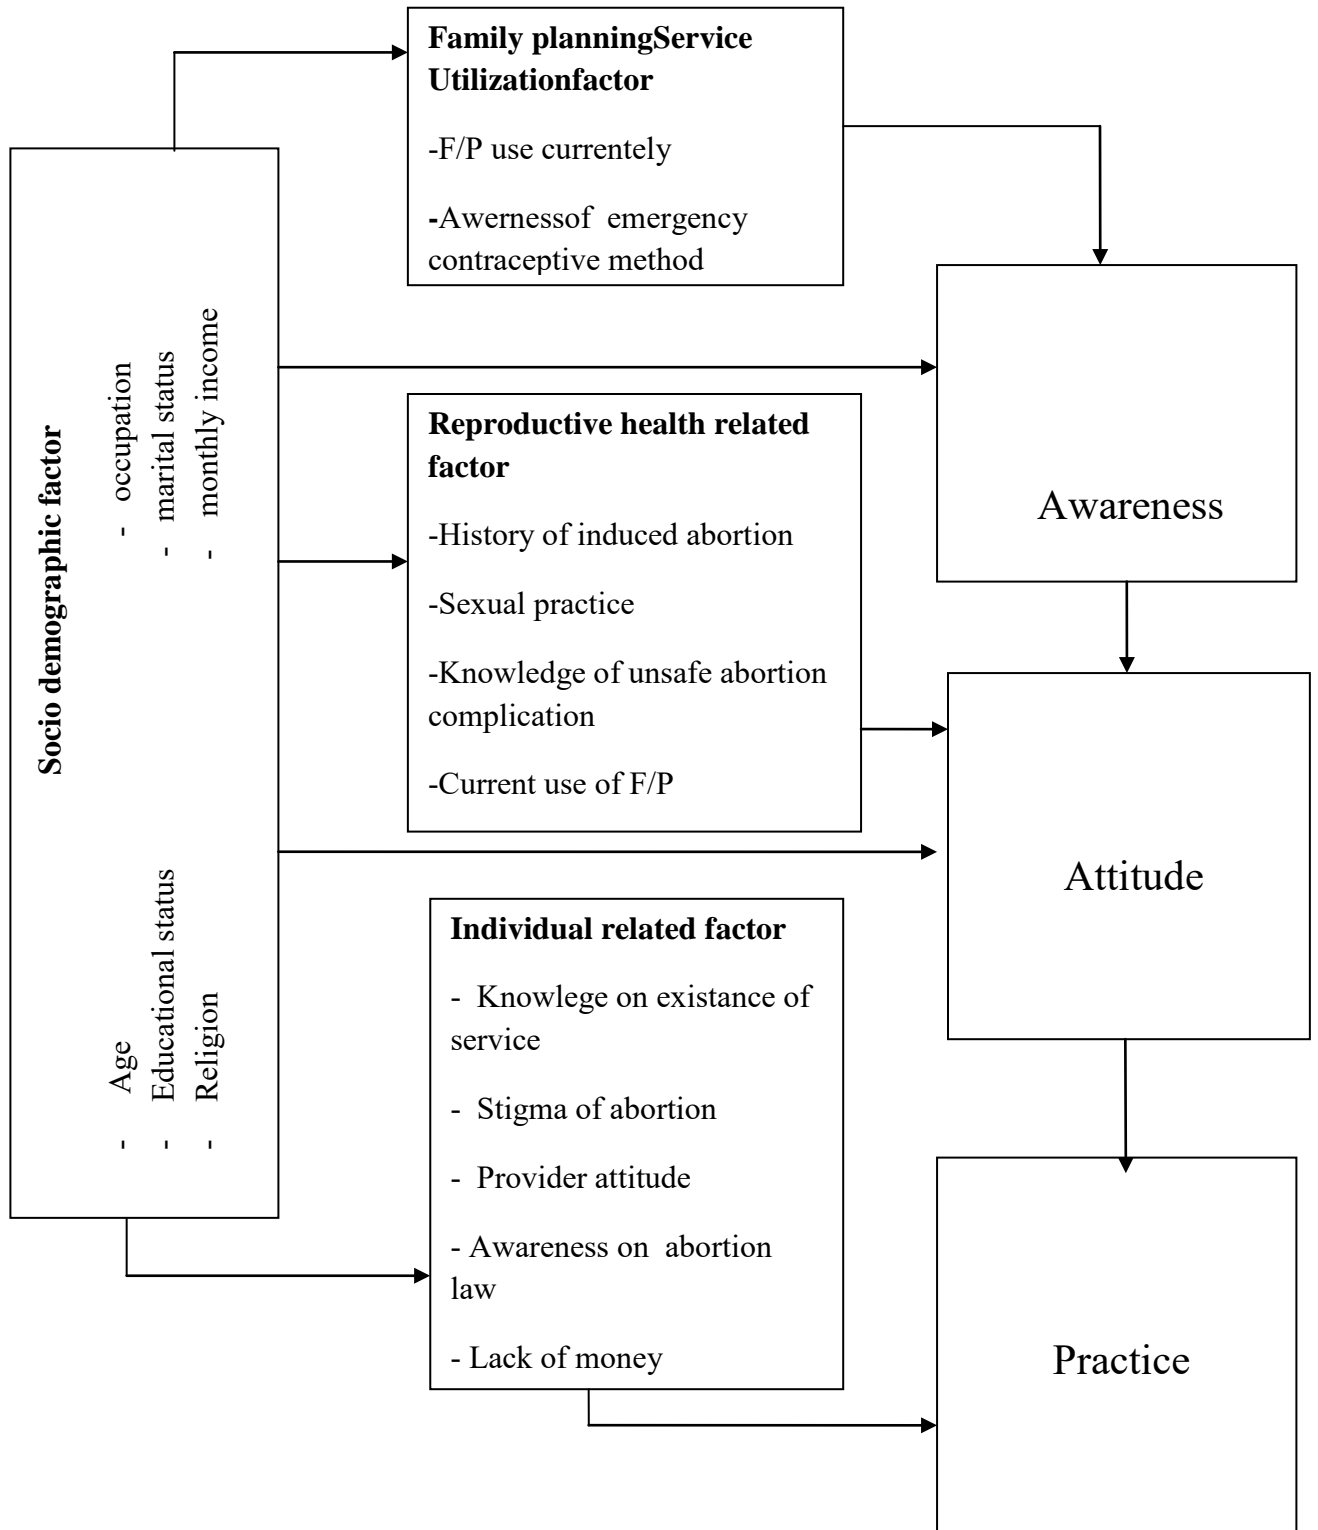 Family planningService
Utilizationfactor
-F/P use currentely
-Awernessof emergency
contraceptive method
Socio demographic factor
- Age
- Educational status
- Religion
- occupation
- marital status
- monthly income
Reproductive health related
factor
-History of induced abortion
-Sexual practice
-Knowledge of unsafe abortion
complication
-Current use of F/P
Individual related factor
- Knowlege on existance of
service
- Stigma of abortion
- Provider attitude
- Awareness on abortion
law
- Lack of money
Awareness
Attitude
Practice